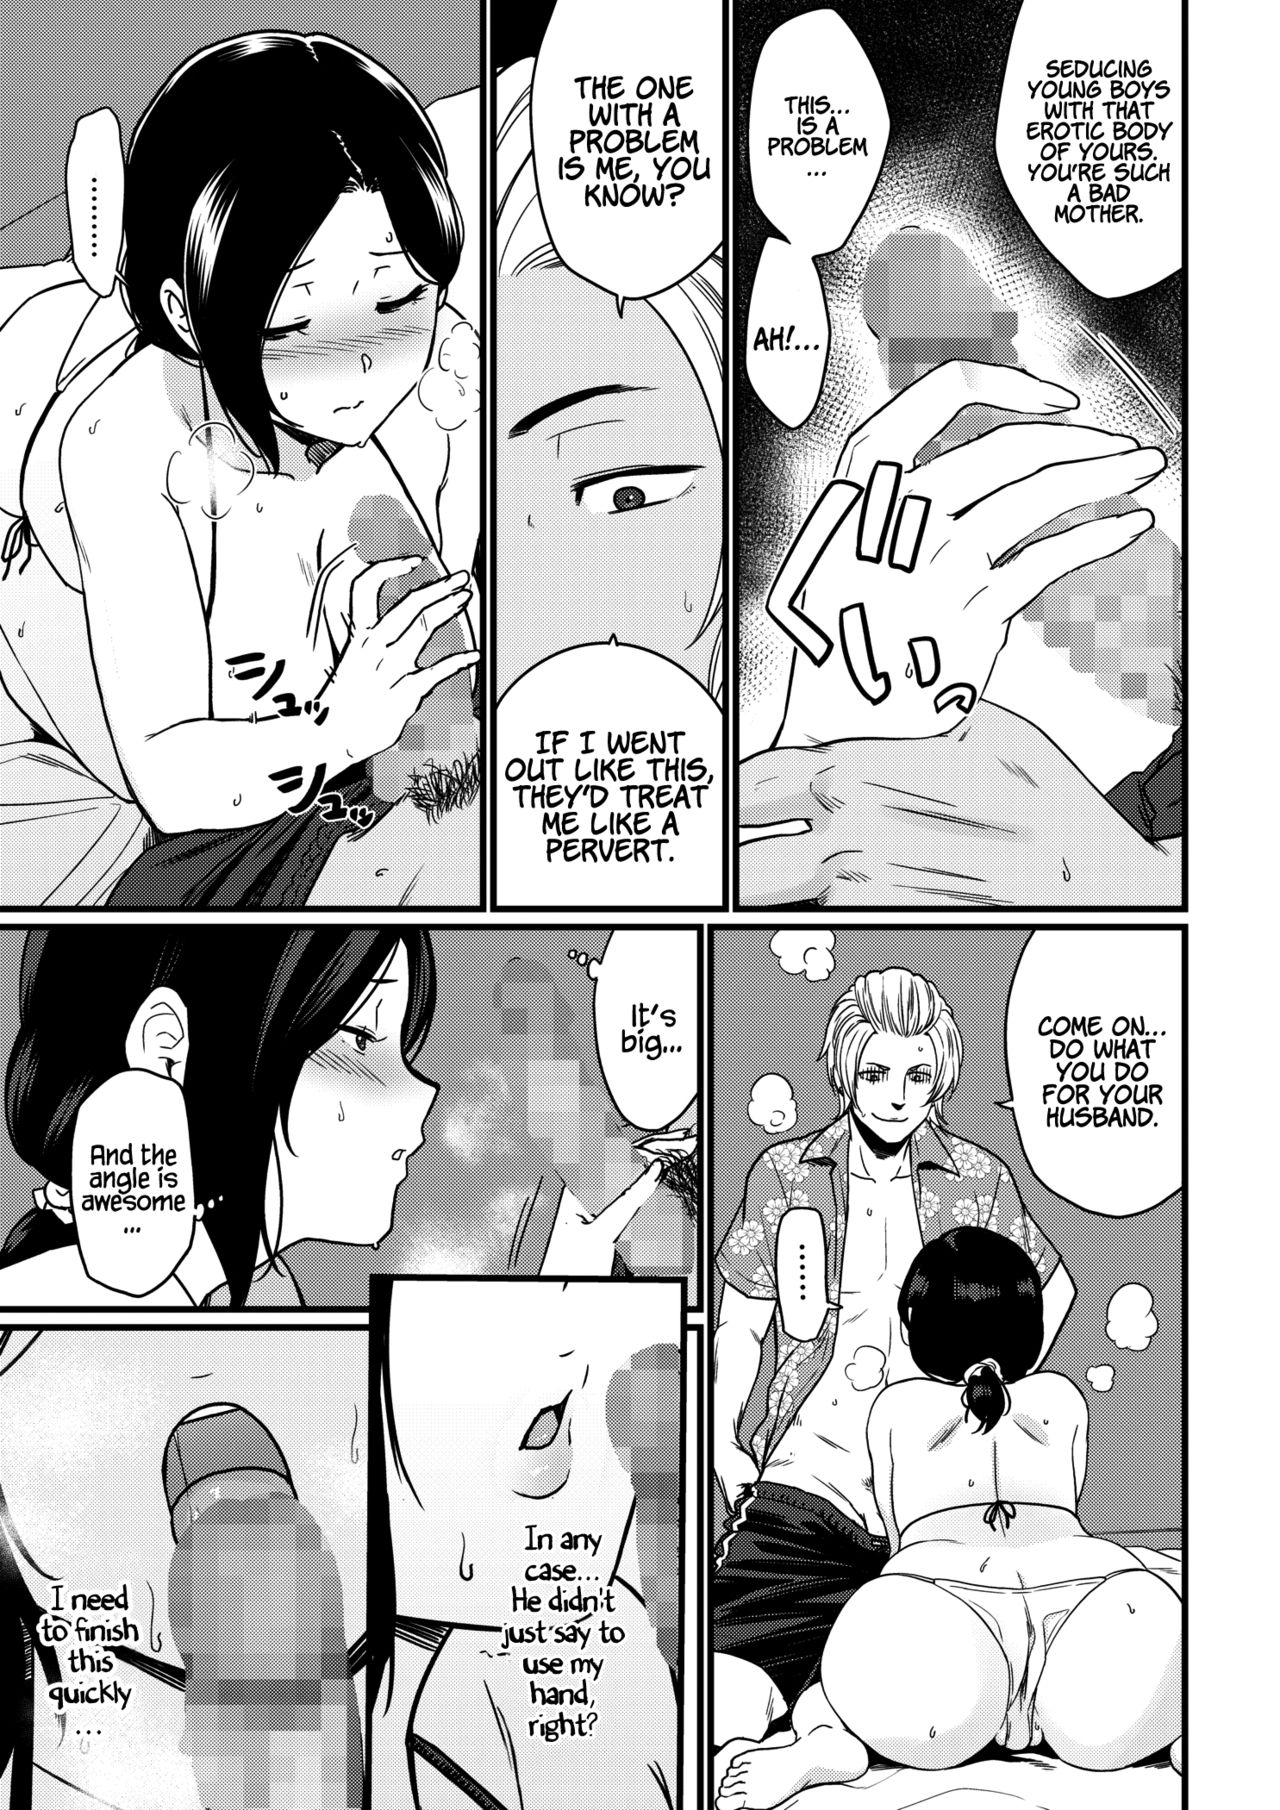 SEDUCING
YOUNG BOYS
WITH THAT
EROTIC BODY
OF YOURS.
YOU'RE SUCH
A BAD
MOTHER.
THIS...
IS A
PROBLEM
...
AH!...
ぐいっ
THE ONE
WITH A
PROBLEM
IS ME, YOU
KNOW?
IF I WENT
OUT LIKE THIS,
THEY'D TREAT
ME LIKE A
PERVERT.
........
シュッ
シュッ
COME ON...
DO WHAT
YOU DO
FOR YOUR
HUSBAND.
......
It's
big...
And the
angle is
awesome
...
In any
case...
He didn't
just say to
use my
hand,
right?
I need
to finish
this
quickly
...